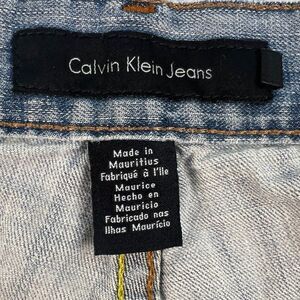 Calvin Klein Jeans
Made in
Mauritius
Fabriqué à l'Ile
Maurice
Hecho en
Mauricio
Fabricado nas
Ilhas Maurício